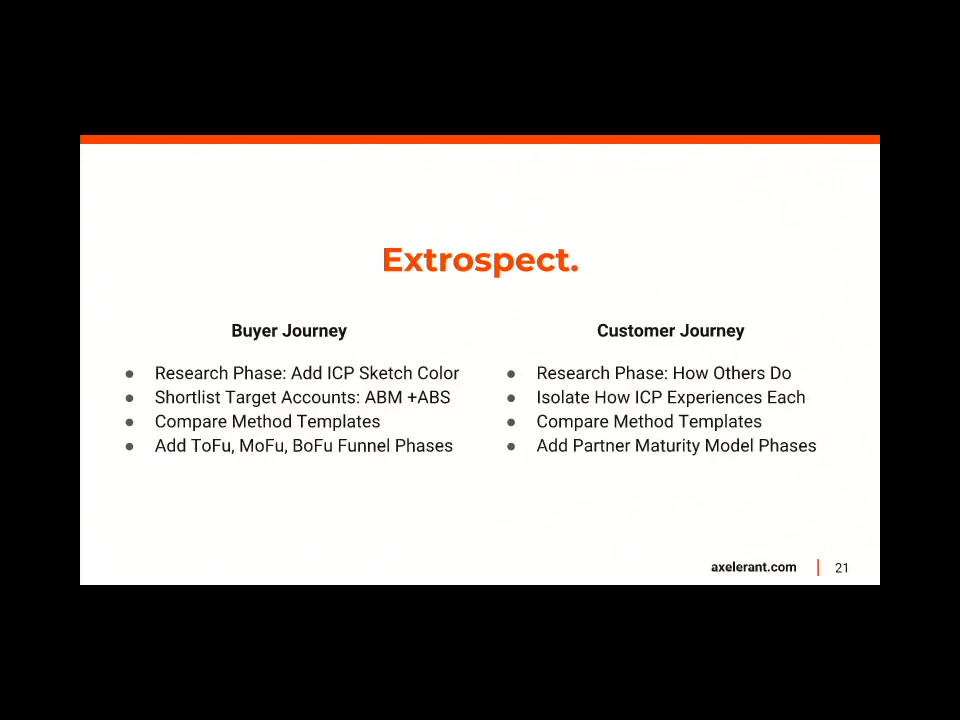 Extrospect.
Buyer Journey
Research Phase: Add ICP Sketch Color
Shortlist Target Accounts: ABM +ABS
Compare Method Templates
Add ToFu, MoFu, BoFu Funnel Phases
Customer Journey
Research Phase: How Others Do
Isolate How ICP Experiences Each
Compare Method Templates
Add Partner Maturity Model Phases
axelerant.com
21